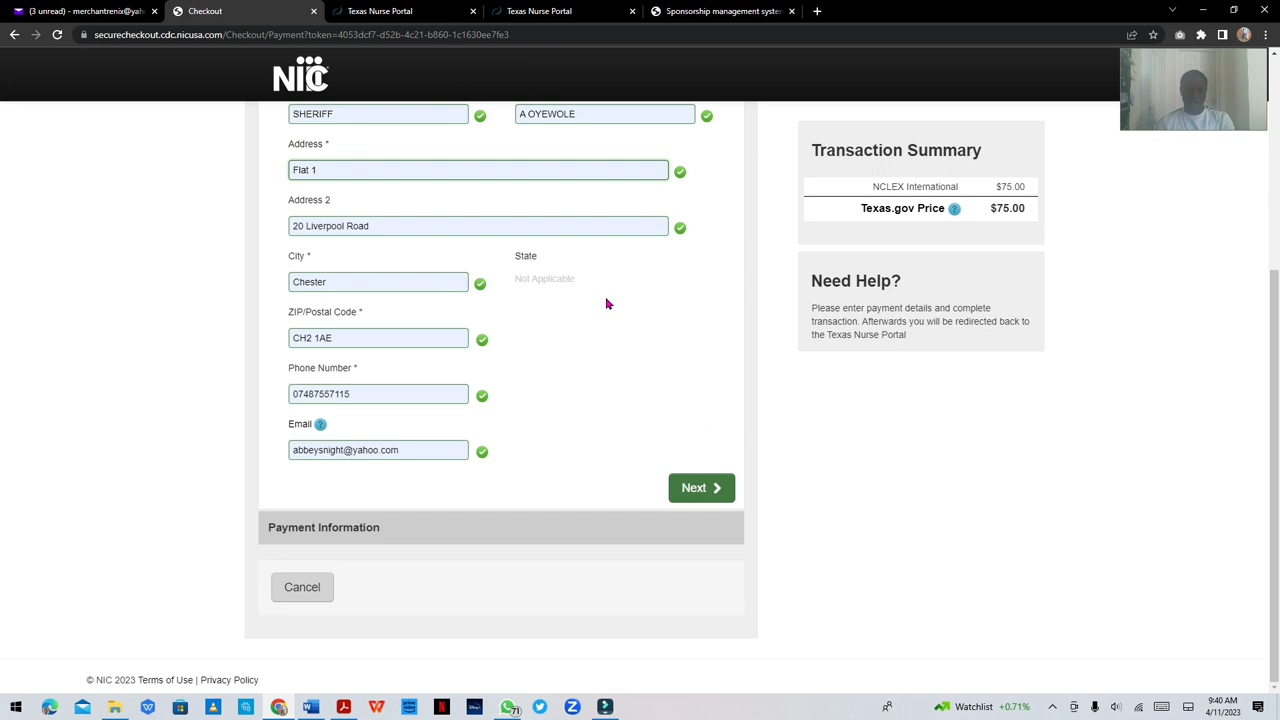 (3 unread) - merchantrenix@yah
Checkout
Texas Nurse Portal
Texas Nurse Portal
Sponsorship management system
securecheckout.cdc.nicusa.com/Checkout/Payment?token=4053dcf7-d52b-4c21-b860-1c1630ee7fe3
NIC
SHERIFF
A OYEWOLE
Address *
Flat 1
Address 2
20 Liverpool Road
City *
State
Chester
Not Applicable
ZIP/Postal Code *
CH2 1AE
Phone Number *
07487557115
Email ?
abbeysnight@yahoo.com
Next
Payment Information
Cancel
Transaction Summary
NCLEX International $75.00
Texas.gov Price ? $75.00
Need Help?
Please enter payment details and complete
transaction. Afterwards you will be redirected back to
the Texas Nurse Portal
© NIC 2023 Terms of Use | Privacy Policy
71
Watchlist +0.71%
9:40 AM
4/11/2023